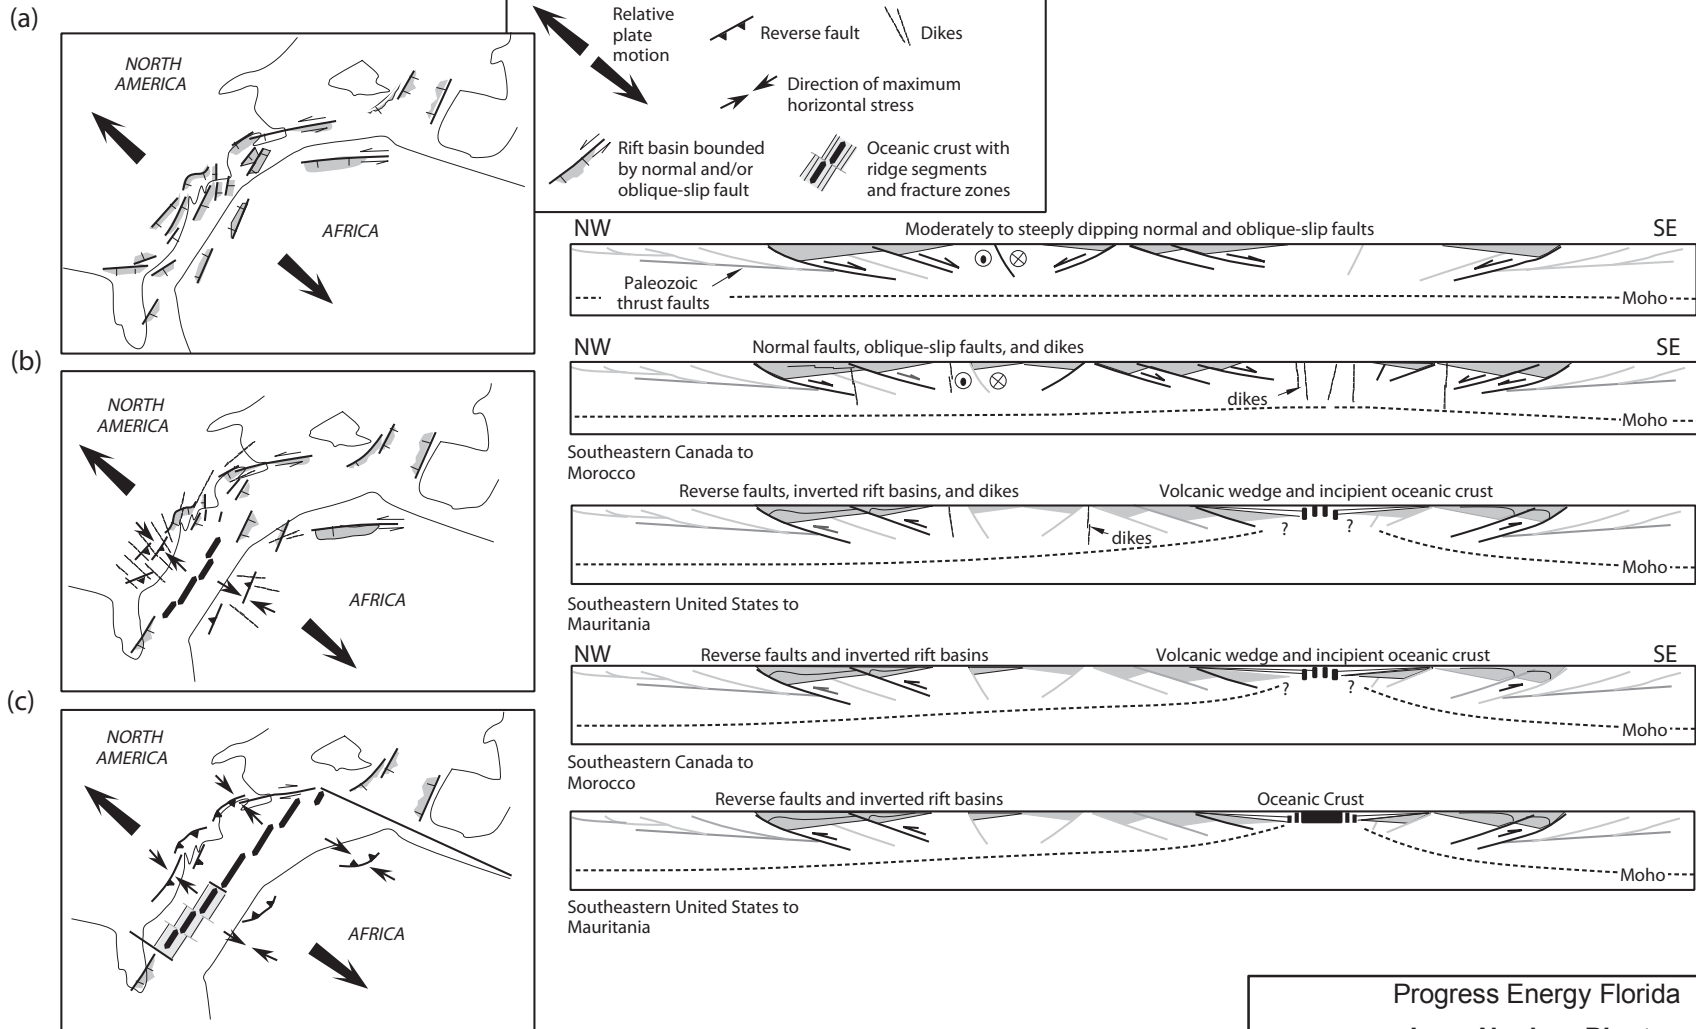 (a)
NORTH
AMERICA
AFRICA
Relative
plate
motion
Reverse fault
Dikes
Direction of maximum
horizontal stress
Rift basin bounded
by normal and/or
oblique-slip fault
Oceanic crust with
ridge segments
and fracture zones
NW
Moderately to steeply dipping normal and oblique-slip faults
SE
Paleozoic
thrust faults
Moho
(b)
NORTH
AMERICA
AFRICA
NW
Normal faults, oblique-slip faults, and dikes
SE
dikes
Moho
Southeastern Canada to
Morocco
Reverse faults, inverted rift basins, and dikes
Volcanic wedge and incipient oceanic crust
? ?
dikes
Moho
Southeastern United States to
Mauritania
(c)
NORTH
AMERICA
AFRICA
NW
Reverse faults and inverted rift basins
Volcanic wedge and incipient oceanic crust
SE
? ?
Moho
Southeastern Canada to
Morocco
Reverse faults and inverted rift basins
Oceanic Crust
Moho
Southeastern United States to
Mauritania
Progress Energy Florida